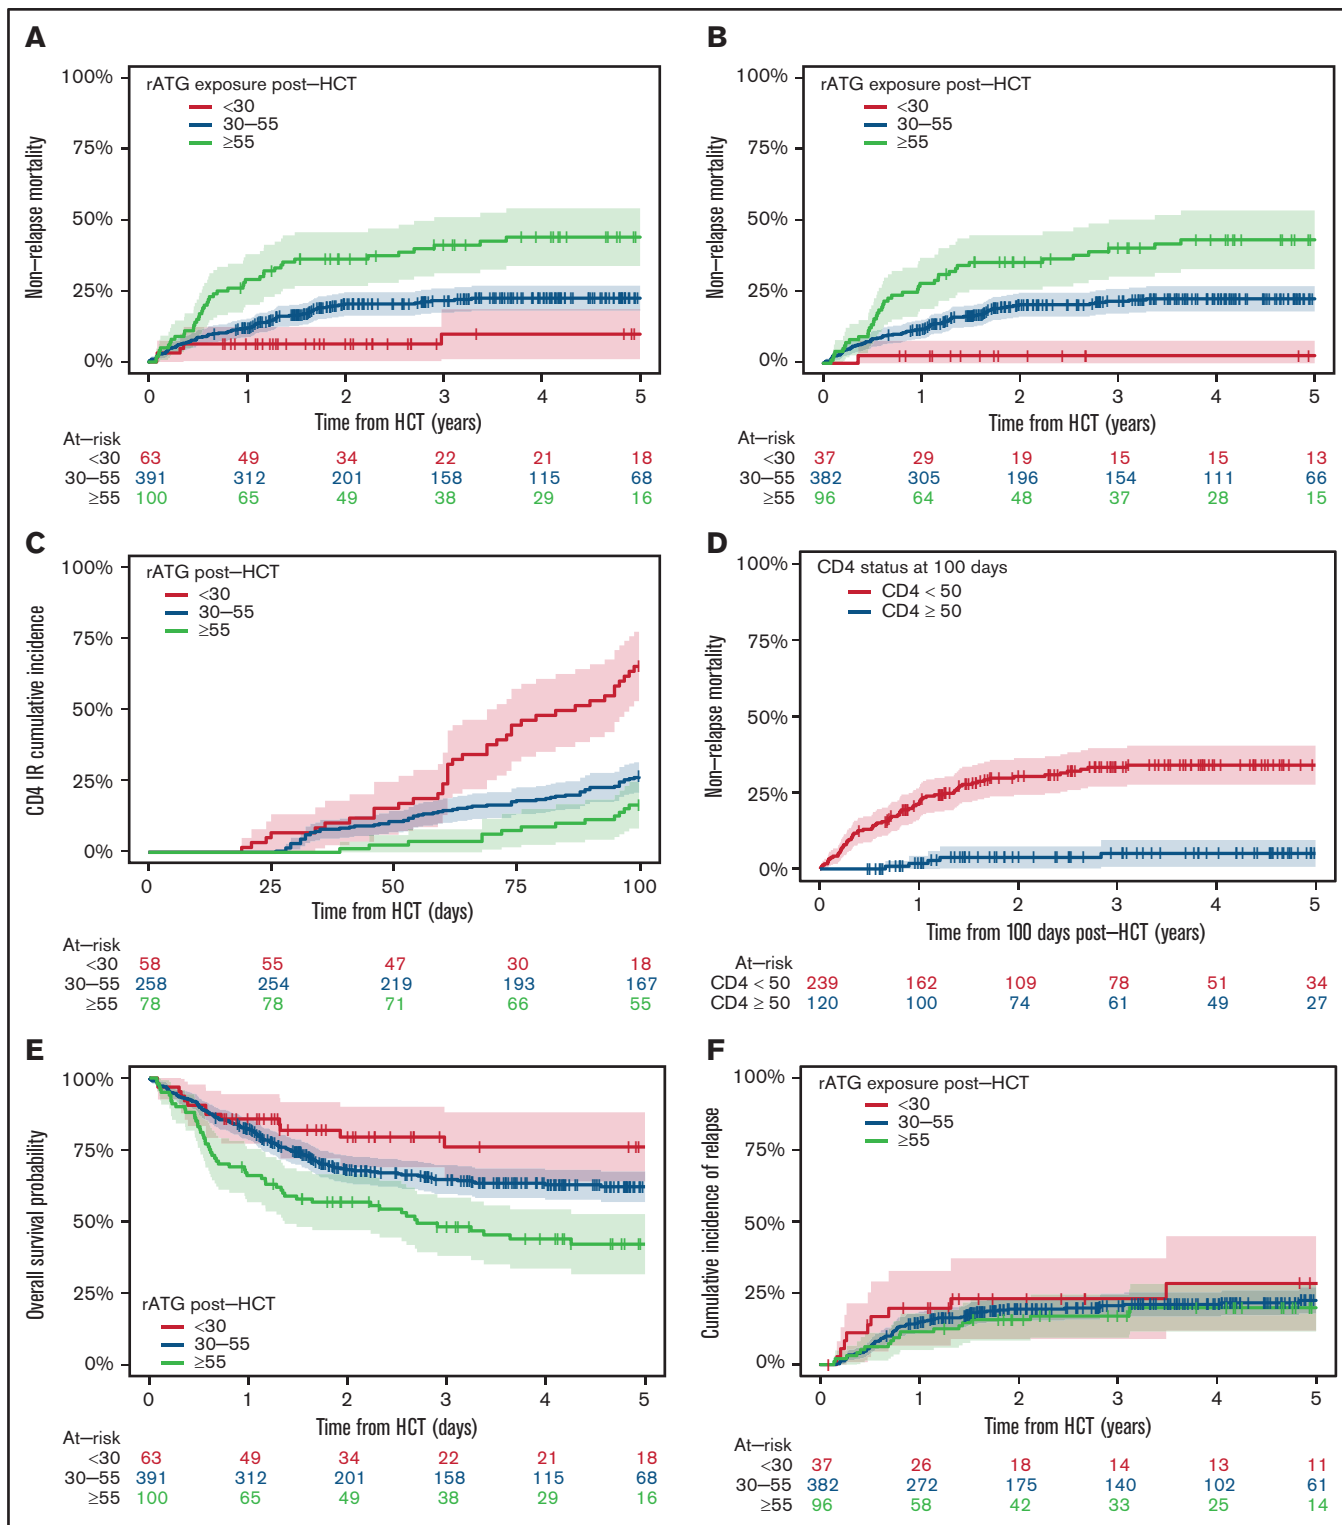 A
Non–relapse mortality
100%
75%
50%
25%
0%
rATG exposure post–HCT
<30
30–55
≥55
0 1 2 3 4 5
Time from HCT (years)
At–risk
<30 63 49 34 22 21 18
30–55 391 312 201 158 115 68
≥55 100 65 49 38 29 16
B
Non–relapse mortality
100%
75%
50%
25%
0%
rATG exposure post–HCT
<30
30–55
≥55
0 1 2 3 4 5
Time from HCT (years)
At–risk
<30 37 29 19 15 15 13
30–55 382 305 196 154 111 66
≥55 96 64 48 37 28 15
C
CD4 IR cumulative incidence
100%
75%
50%
25%
0%
rATG post–HCT
<30
30–55
≥55
0 25 50 75 100
Time from HCT (days)
At–risk
<30 58 55 47 30 18
30–55 258 254 219 193 167
≥55 78 78 71 66 55
D
Non–relapse mortality
100%
75%
50%
25%
0%
CD4 status at 100 days
CD4 < 50
CD4 ≥ 50
0 1 2 3 4 5
Time from 100 days post–HCT (years)
At–risk
CD4 < 50 239 162 109 78 51 34
CD4 ≥ 50 120 100 74 61 49 27
E
Overall survival probability
100%
75%
50%
25%
0%
rATG post–HCT
<30
30–55
≥55
0 1 2 3 4 5
Time from HCT (days)
At–risk
<30 63 49 34 22 21 18
30–55 391 312 201 158 115 68
≥55 100 65 49 38 29 16
F
Cumulative incidence of relapse
100%
75%
50%
25%
0%
rATG exposure post–HCT
<30
30–55
≥55
0 1 2 3 4 5
Time from HCT (years)
At–risk
<30 37 26 18 14 13 11
30–55 382 272 175 140 102 61
≥55 96 58 42 33 25 14